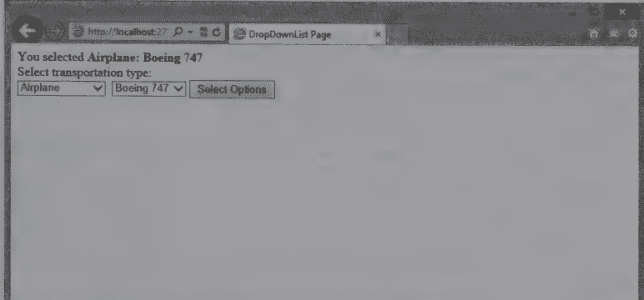 http://localhost:27
DropDownList Page
You selected Airplane: Boeing 747
Select transportation type:
Airplane Boeing 747 Select Options